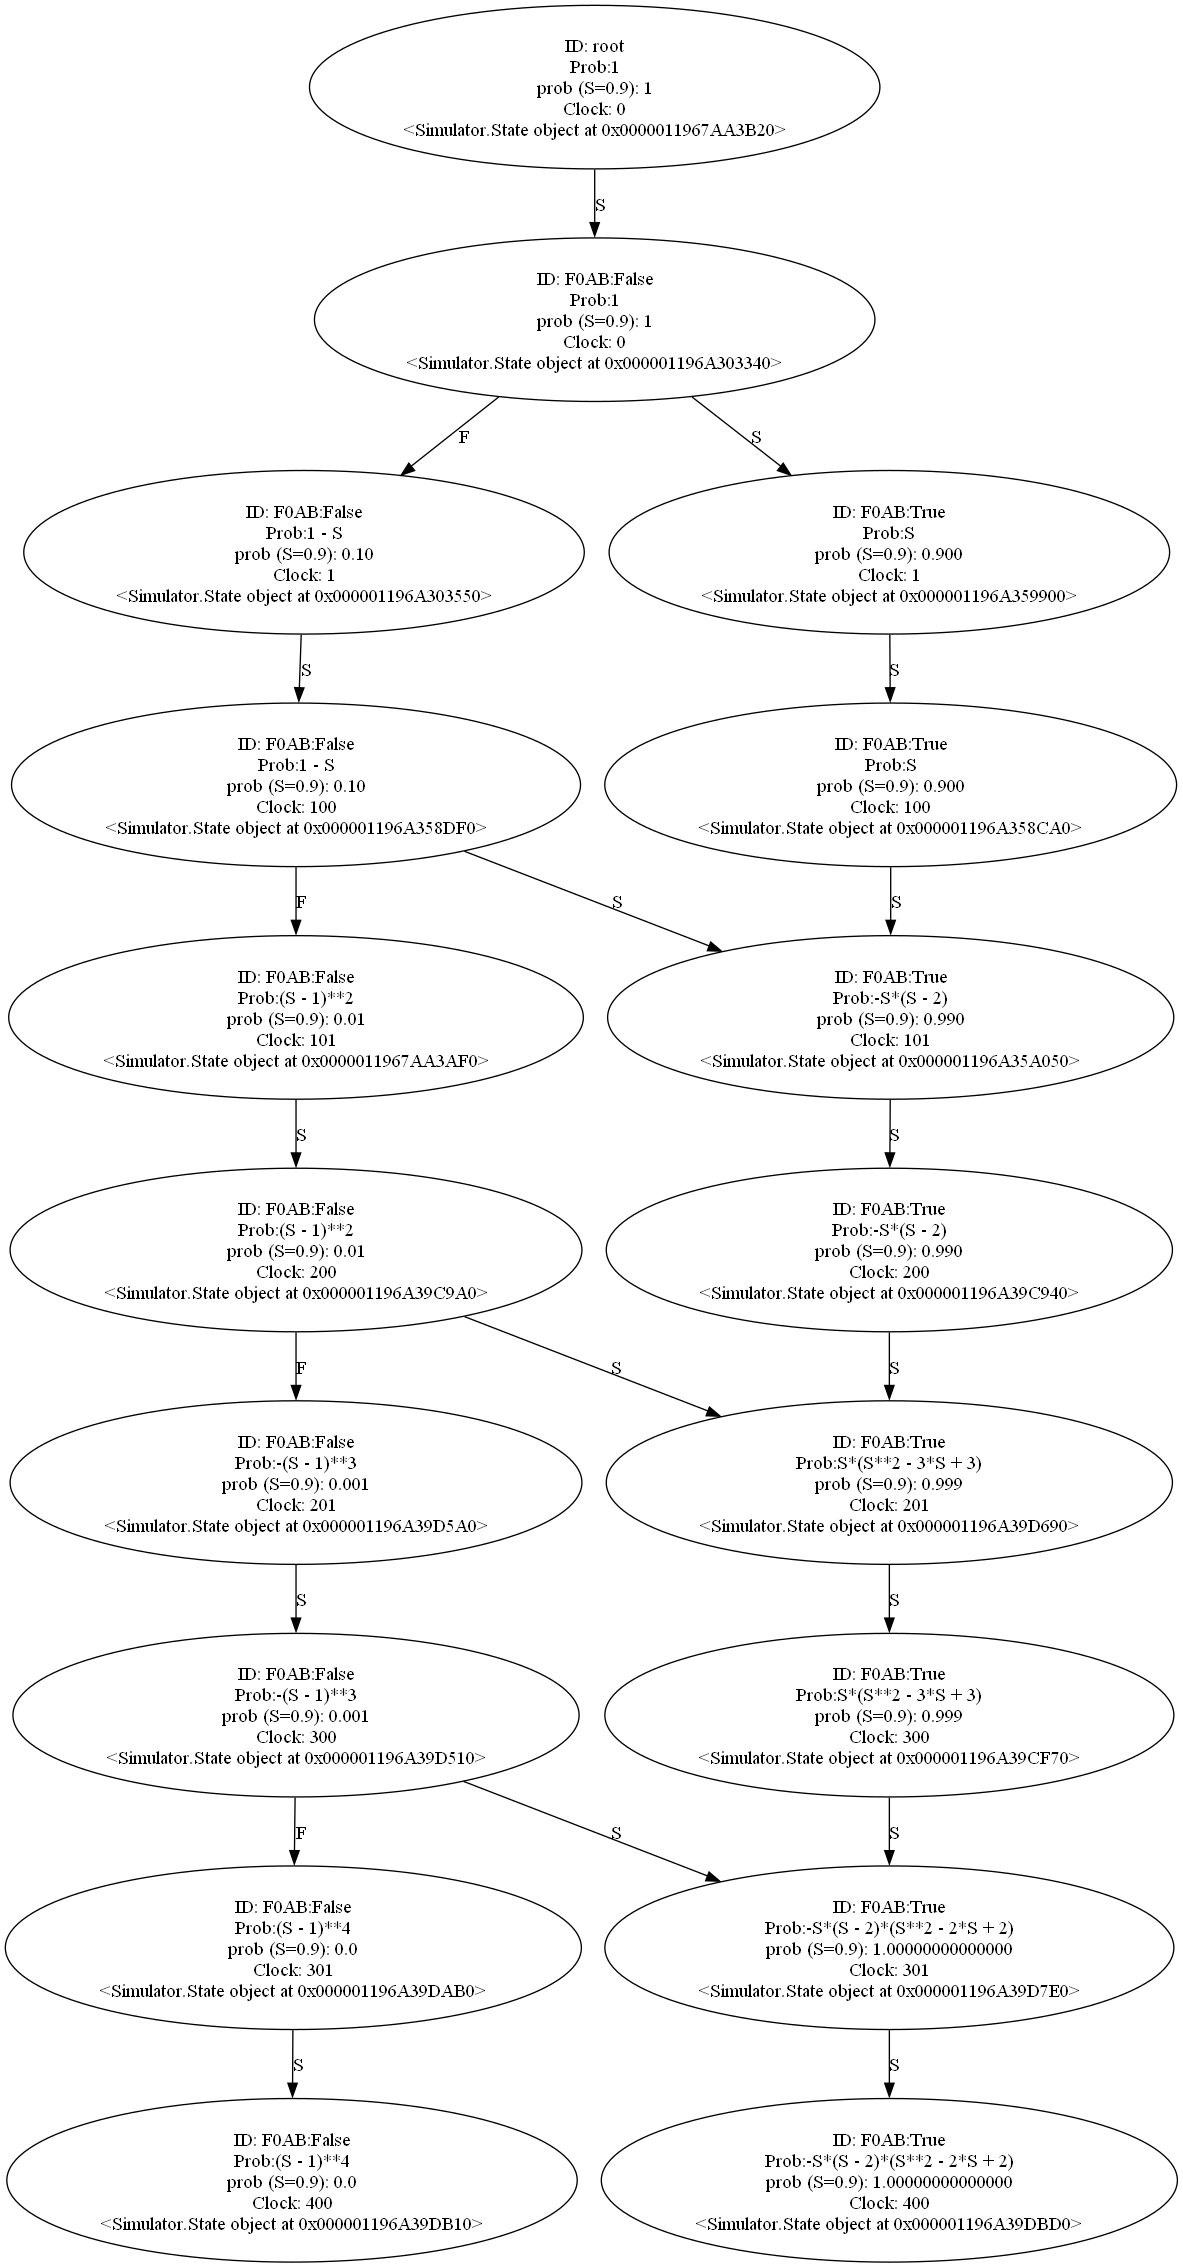 ID: root
Prob:1
prob (S=0.9): 1
Clock: 0
<Simulator.State object at 0x0000011967AA3B20>
S
ID: F0AB:False
Prob:1
prob (S=0.9): 1
Clock: 0
<Simulator.State object at 0x000001196A303340>
F
S
ID: F0AB:False
Prob:1 - S
prob (S=0.9): 0.10
Clock: 1
<Simulator.State object at 0x000001196A303550>
ID: F0AB:True
Prob:S
prob (S=0.9): 0.900
Clock: 1
<Simulator.State object at 0x000001196A359900>
S
S
ID: F0AB:False
Prob:1 - S
prob (S=0.9): 0.10
Clock: 100
<Simulator.State object at 0x000001196A358DF0>
ID: F0AB:True
Prob:S
prob (S=0.9): 0.900
Clock: 100
<Simulator.State object at 0x000001196A358CA0>
F
S
S
ID: F0AB:False
Prob:(S - 1)**2
prob (S=0.9): 0.01
Clock: 101
<Simulator.State object at 0x0000011967AA3AF0>
ID: F0AB:True
Prob:-S*(S - 2)
prob (S=0.9): 0.990
Clock: 101
<Simulator.State object at 0x000001196A35A050>
S
S
ID: F0AB:False
Prob:(S - 1)**2
prob (S=0.9): 0.01
Clock: 200
<Simulator.State object at 0x000001196A39C9A0>
ID: F0AB:True
Prob:-S*(S - 2)
prob (S=0.9): 0.990
Clock: 200
<Simulator.State object at 0x000001196A39C940>
F
S
S
ID: F0AB:False
Prob:-(S - 1)**3
prob (S=0.9): 0.001
Clock: 201
<Simulator.State object at 0x000001196A39D5A0>
ID: F0AB:True
Prob:S*(S**2 - 3*S + 3)
prob (S=0.9): 0.999
Clock: 201
<Simulator.State object at 0x000001196A39D690>
S
S
ID: F0AB:False
Prob:-(S - 1)**3
prob (S=0.9): 0.001
Clock: 300
<Simulator.State object at 0x000001196A39D510>
ID: F0AB:True
Prob:S*(S**2 - 3*S + 3)
prob (S=0.9): 0.999
Clock: 300
<Simulator.State object at 0x000001196A39CF70>
F
S
S
ID: F0AB:False
Prob:(S - 1)**4
prob (S=0.9): 0.0
Clock: 301
<Simulator.State object at 0x000001196A39DAB0>
ID: F0AB:True
Prob:-S*(S - 2)*(S**2 - 2*S + 2)
prob (S=0.9): 1.00000000000000
Clock: 301
<Simulator.State object at 0x000001196A39D7E0>
S
S
ID: F0AB:False
Prob:(S - 1)**4
prob (S=0.9): 0.0
Clock: 400
<Simulator.State object at 0x000001196A39DB10>
ID: F0AB:True
Prob:-S*(S - 2)*(S**2 - 2*S + 2)
prob (S=0.9): 1.00000000000000
Clock: 400
<Simulator.State object at 0x000001196A39DBD0>